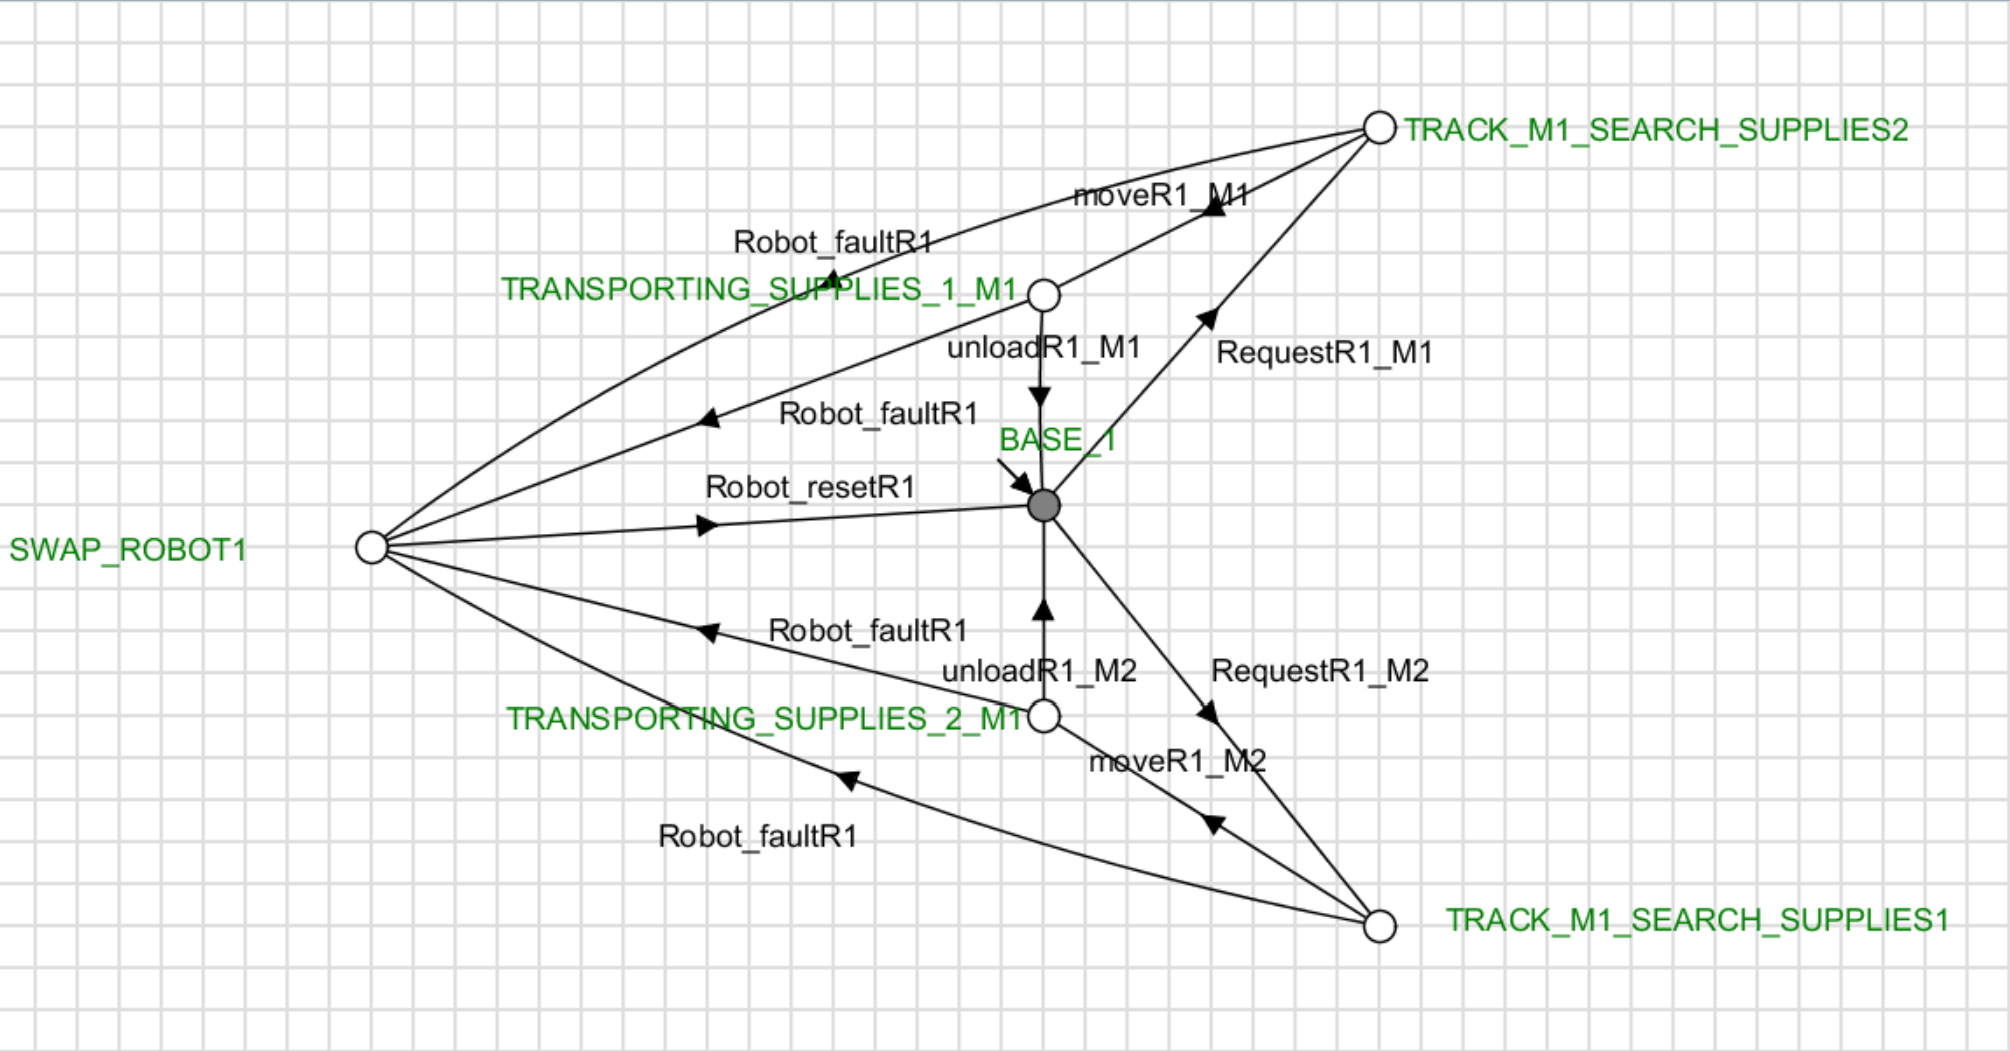 TRACK_M1_SEARCH_SUPPLIES2
moveR1_M1
Robot_faultR1
TRANSPORTING_SUPPLIES_1_M1
unloadR1_M1
RequestR1_M1
Robot_faultR1
BASE_1
Robot_resetR1
SWAP_ROBOT1
Robot_faultR1
unloadR1_M2
RequestR1_M2
TRANSPORTING_SUPPLIES_2_M1
moveR1_M2
Robot_faultR1
TRACK_M1_SEARCH_SUPPLIES1